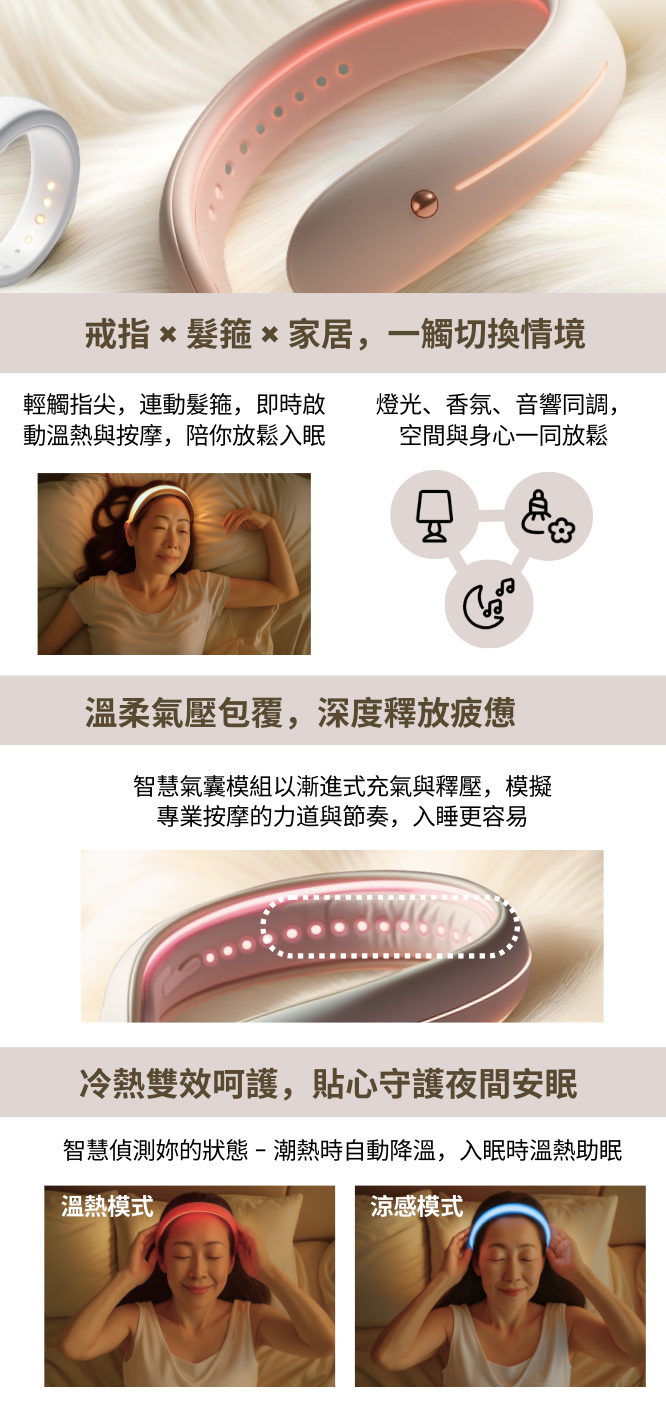 戒指 × 髮箍 × 家居，一觸切換情境
輕觸指尖，連動髮箍，即時啟
動溫熱與按摩，陪你放鬆入眠
燈光、香氛、音響同調，
空間與身心一同放鬆
溫柔氣壓包覆，深度釋放疲憊
智慧氣囊模組以漸進式充氣與釋壓，模擬
專業按摩的力道與節奏，入睡更容易
冷熱雙效呵護，貼心守護夜間安眠
智慧偵測妳的狀態 – 潮熱時自動降溫，入眠時溫熱助眠
溫熱模式
涼感模式